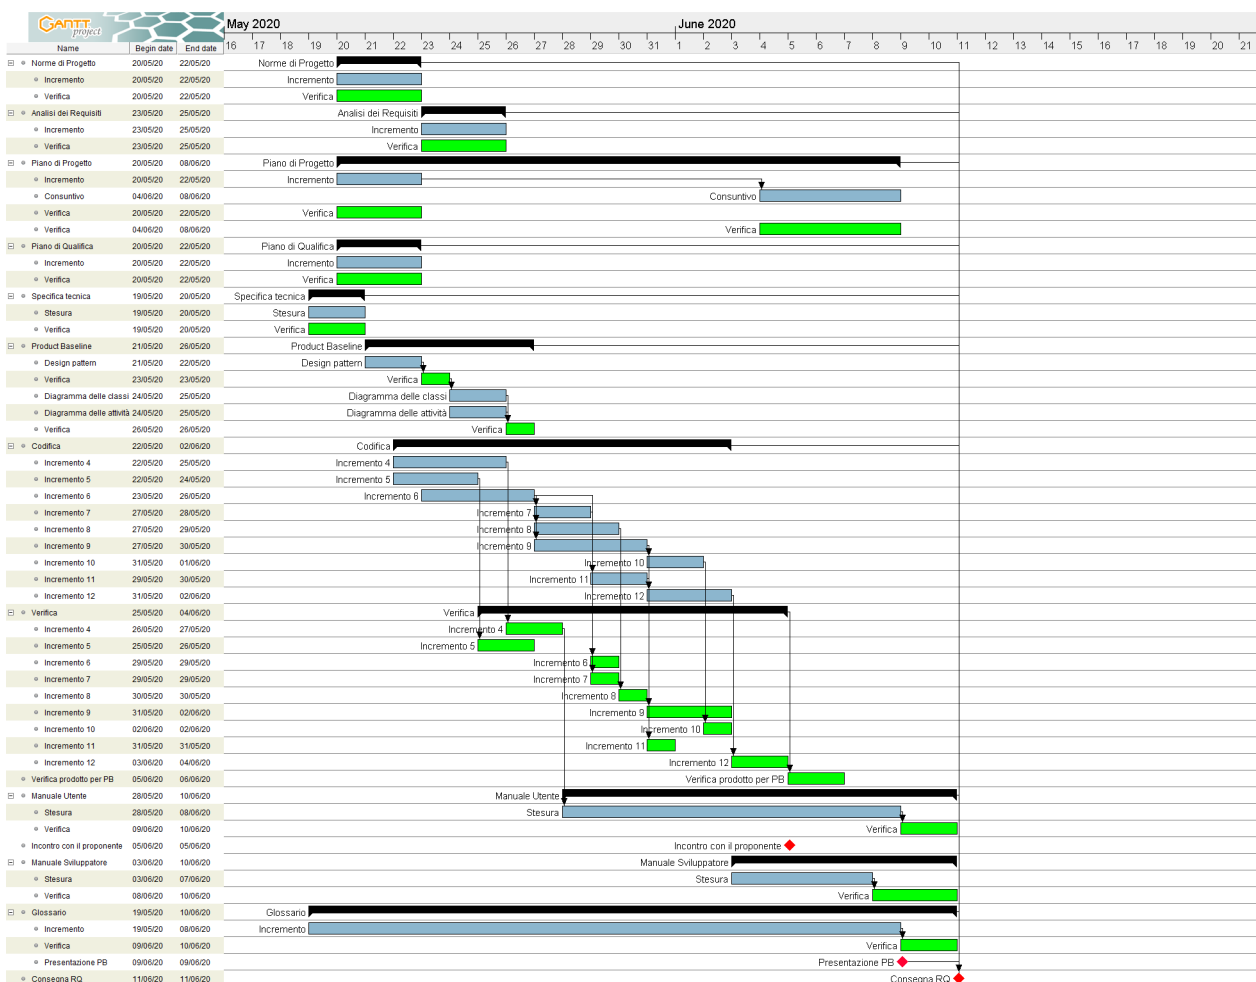 GANTT project
May 2020 June 2020
Name Begin date End date 16 17 18 19 20 21 22 23 24 25 26 27 28 29 30 31 1 2 3 4 5 6 7 8 9 10 11 12 13 14 15 16 17 18 19 20 21
Norme di Progetto 20/05/20 22/05/20 Norme di Progetto
Incremento 20/05/20 22/05/20 Incremento
Verifica 20/05/20 22/05/20 Verifica
Analisi dei Requisiti 23/05/20 25/05/20 Analisi dei Requisiti
Incremento 23/05/20 25/05/20 Incremento
Verifica 23/05/20 25/05/20 Verifica
Piano di Progetto 20/05/20 08/06/20 Piano di Progetto
Incremento 20/05/20 22/05/20 Incremento
Consuntivo 04/06/20 08/06/20 Consuntivo
Verifica 20/05/20 22/05/20 Verifica
Verifica 04/06/20 08/06/20 Verifica
Piano di Qualifica 20/05/20 22/05/20 Piano di Qualifica
Incremento 20/05/20 22/05/20 Incremento
Verifica 20/05/20 22/05/20 Verifica
Specifica tecnica 19/05/20 20/05/20 Specifica tecnica
Stesura 19/05/20 20/05/20 Stesura
Verifica 19/05/20 20/05/20 Verifica
Product Baseline 21/05/20 26/05/20 Product Baseline
Design pattern 21/05/20 22/05/20 Design pattern
Verifica 23/05/20 23/05/20 Verifica
Diagramma delle classi 24/05/20 25/05/20 Diagramma delle classi
Diagramma delle attività 24/05/20 25/05/20 Diagramma delle attività
Verifica 26/05/20 26/05/20 Verifica
Codifica 22/05/20 02/06/20 Codifica
Incremento 4 22/05/20 25/05/20 Incremento 4
Incremento 5 22/05/20 24/05/20 Incremento 5
Incremento 6 23/05/20 26/05/20 Incremento 6
Incremento 7 27/05/20 28/05/20 Incremento 7
Incremento 8 27/05/20 29/05/20 Incremento 8
Incremento 9 27/05/20 30/05/20 Incremento 9
Incremento 10 31/05/20 01/06/20 Incremento 10
Incremento 11 29/05/20 30/05/20 Incremento 11
Incremento 12 31/05/20 02/06/20 Incremento 12
Verifica 25/05/20 04/06/20 Verifica
Incremento 4 26/05/20 27/05/20 Incremento 4
Incremento 5 25/05/20 26/05/20 Incremento 5
Incremento 6 29/05/20 29/05/20 Incremento 6
Incremento 7 29/05/20 29/05/20 Incremento 7
Incremento 8 30/05/20 30/05/20 Incremento 8
Incremento 9 31/05/20 02/06/20 Incremento 9
Incremento 10 02/06/20 02/06/20 Incremento 10
Incremento 11 31/05/20 31/05/20 Incremento 11
Incremento 12 03/06/20 04/06/20 Incremento 12
Verifica prodotto per PB 05/06/20 06/06/20 Verifica prodotto per PB
Manuale Utente 28/05/20 10/06/20 Manuale Utente
Stesura 28/05/20 08/06/20 Stesura
Verifica 09/06/20 10/06/20 Verifica
Incontro con il proponente 05/06/20 05/06/20 Incontro con il proponente
Manuale Sviluppatore 03/06/20 10/06/20 Manuale Sviluppatore
Stesura 03/06/20 07/06/20 Stesura
Verifica 08/06/20 10/06/20 Verifica
Glossario 19/05/20 10/06/20 Glossario
Incremento 19/05/20 08/06/20 Incremento
Verifica 09/06/20 10/06/20 Verifica
Presentazione PB 09/06/20 09/06/20 Presentazione PB
Consegna RQ 11/06/20 11/06/20 Consegna RQ